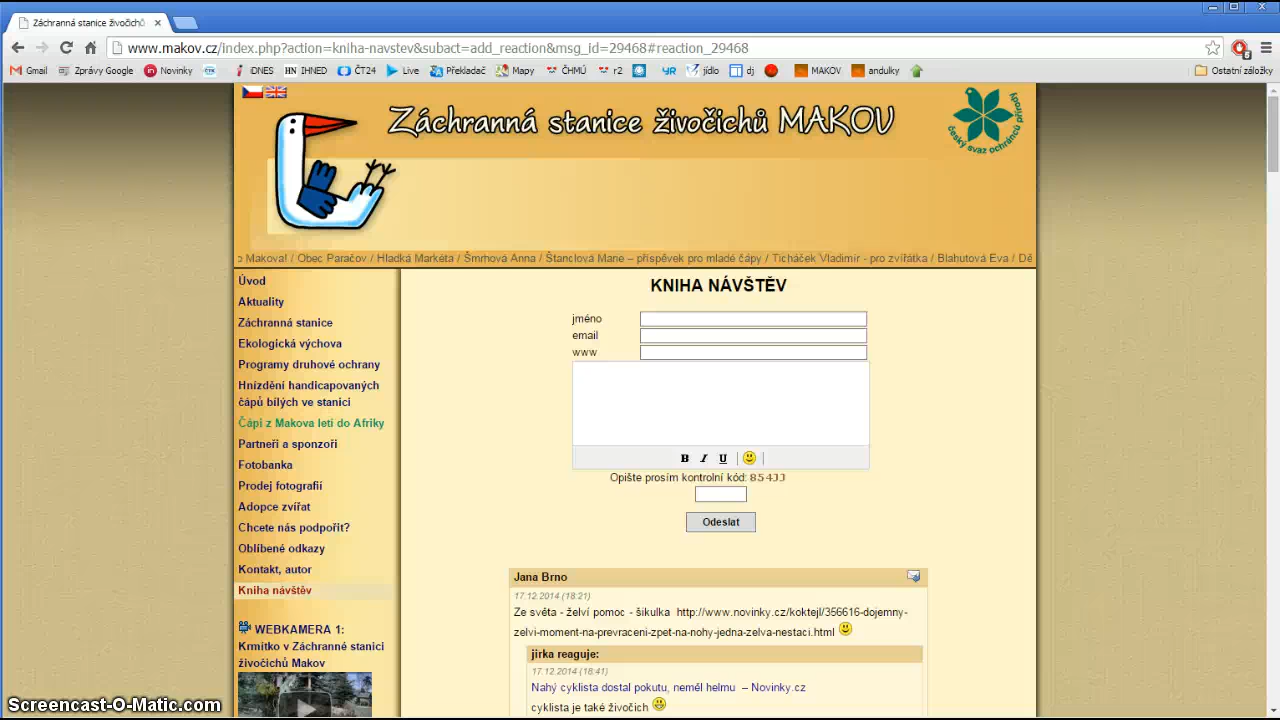 Záchranná stanice živočichů
www.makov.cz/index.php?action=kniha-navstev&subact=add_reaction&msg_id=29468#reaction_29468
Gmail Zprávy Google Novinky iDNES IHNED ČT24 Live Překladač Mapy ČHMÚ r2 jídlo dj MAKOV andulky Ostatní záložky
Záchranná stanice živočichů MAKOV
český svaz ochránců přírody
o Makova! / Obec Paračov / Hladká Markéta / Šmrhová Anna / Štanclová Marie – příspěvek pro mladé čápy / Ticháček Vladimír - pro zvířátka / Blahutová Eva / Dě
Úvod
Aktuality
Záchranná stanice
Ekologická výchova
Programy druhové ochrany
Hnízdění handicapovaných
čápů bílých ve stanici
Čápi z Makova letí do Afriky
Partneři a sponzoři
Fotobanka
Prodej fotografií
Adopce zvířat
Chcete nás podpořit?
Oblíbené odkazy
Kontakt, autor
Kniha návštěv
WEBKAMERA 1:
Krmítko v Záchranné stanici
živočichů Makov
KNIHA NÁVŠTĚV
jméno
email
www
B I U
Opište prosím kontrolní kód: 854JJ
Odeslat
Jana Brno
17.12.2014 (18:21)
Ze světa - želví pomoc - šikulka http://www.novinky.cz/koktejl/356616-dojemny-
zelvi-moment-na-prevraceni-zpet-na-nohy-jedna-zelva-nestaci.html
jirka reaguje:
17.12.2014 (18:41)
Nahý cyklista dostal pokutu, neměl helmu – Novinky.cz
cyklista je také živočich
Screencast-O-Matic.com